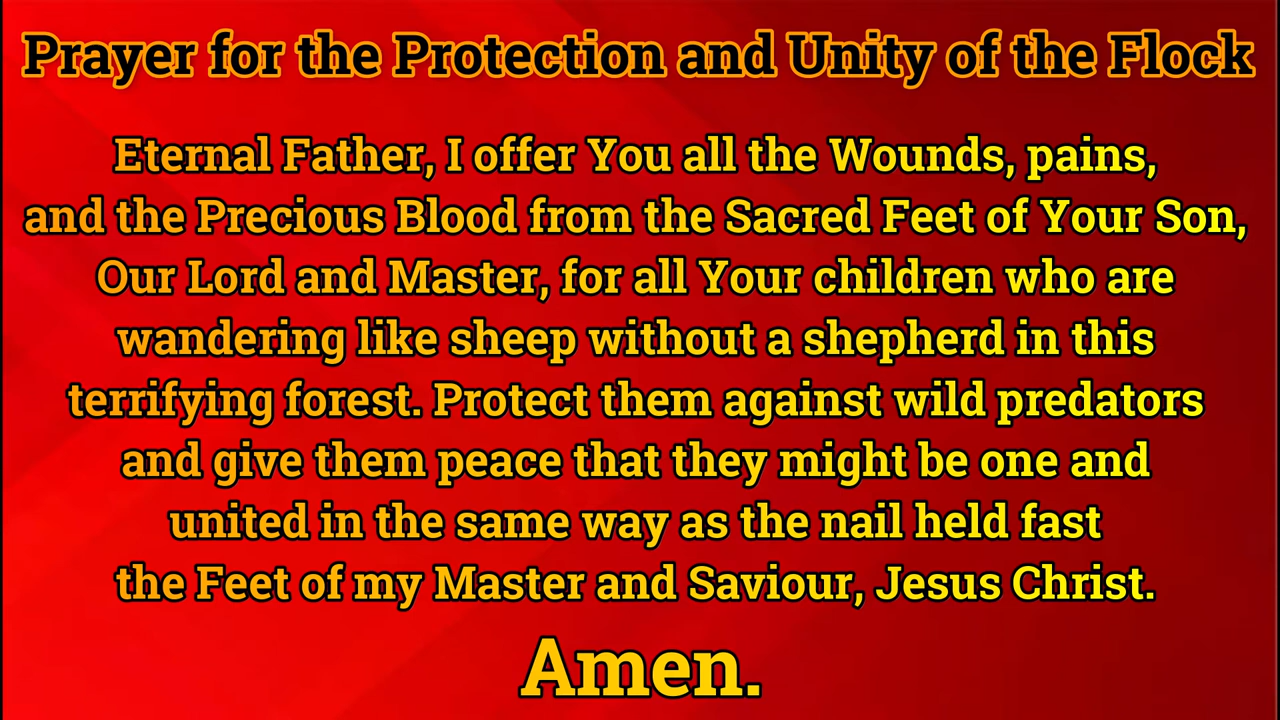 Prayer for the Protection and Unity of the Flock
Eternal Father, I offer You all the Wounds, pains,
and the Precious Blood from the Sacred Feet of Your Son,
Our Lord and Master, for all Your children who are
wandering like sheep without a shepherd in this
terrifying forest. Protect them against wild predators
and give them peace that they might be one and
united in the same way as the nail held fast
the Feet of my Master and Saviour, Jesus Christ.
Amen.